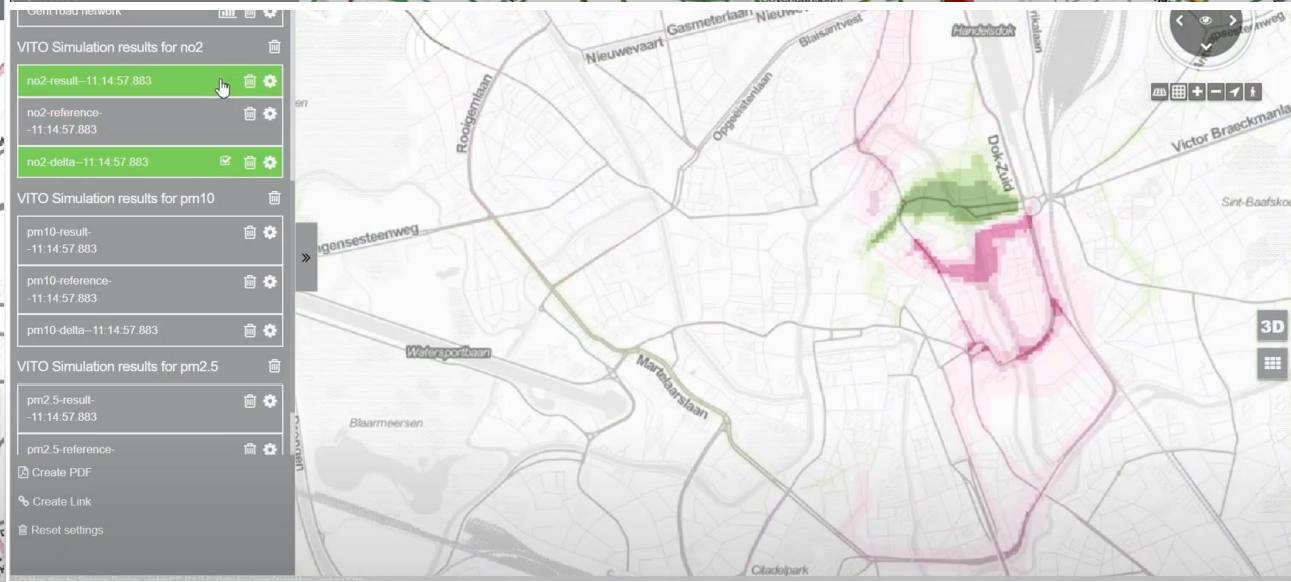 Gent road network
VITO Simulation results for no2
no2-result--11:14:57.883
no2-reference-
-11:14:57.883
no2-delta--11:14:57.883
VITO Simulation results for pm10
pm10-result-
-11:14:57.883
pm10-reference-
-11:14:57.883
pm10-delta--11:14:57.883
VITO Simulation results for pm2.5
pm2.5-result-
-11:14:57.883
pm2.5-reference-
Create PDF
Create Link
Reset settings
Gasmeterlaan
Nieuwevaart
Blaisantvest
Handelsdok
Rooigemlaan
Opgeëistenlaan
Dok-Zuid
Victor Braeckmanla
Sint-Baafsko
igensesteenweg
Watersportbaan
Martelaarslaan
Blaarmeersen
Citadelpark
3D